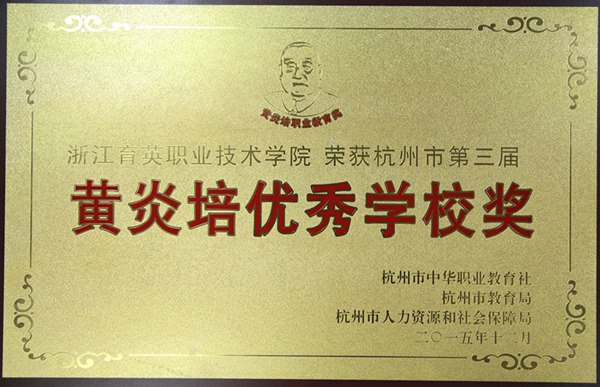 黄炎培职业教育奖
浙江育英职业技术学院 荣获杭州市第三届
黄炎培优秀学校奖
杭州市中华职业教育社
杭州市教育局
杭州市人力资源和社会保障局
二〇一五年十二月